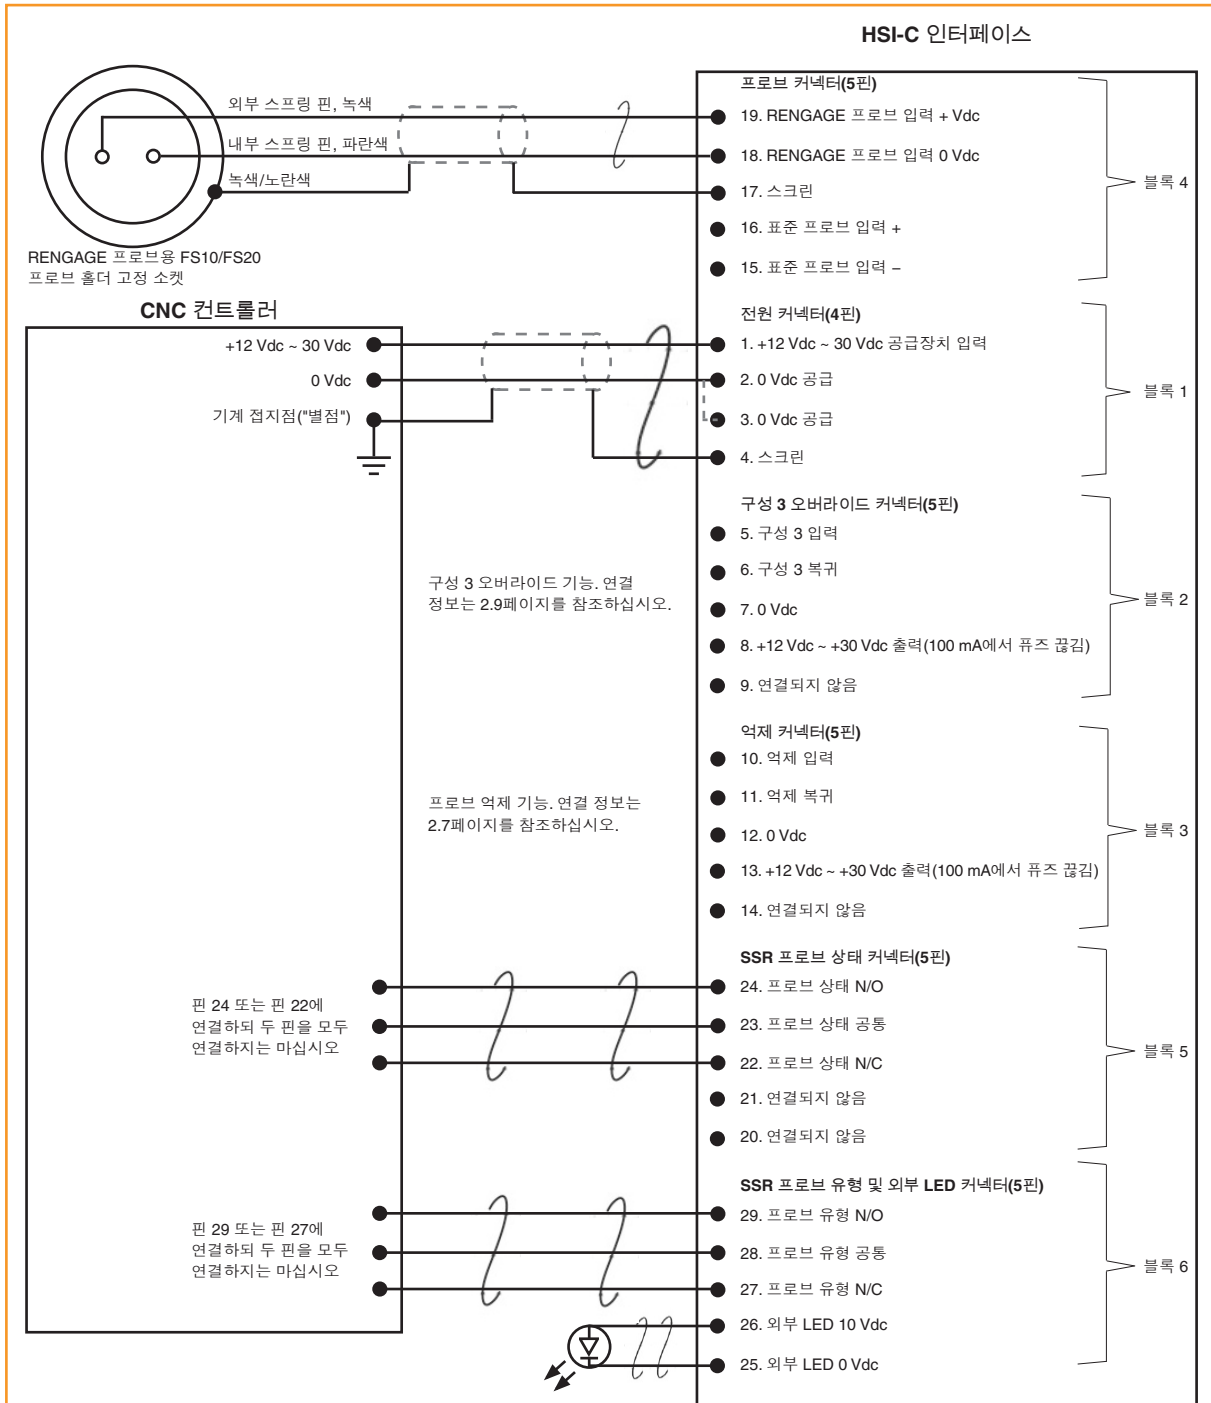 HSI-C 인터페이스
프로브 커넥터(5핀)
외부 스프링 핀, 녹색
19. RENGAGE 프로브 입력 + Vdc
내부 스프링 핀, 파란색
18. RENGAGE 프로브 입력 0 Vdc
녹색/노란색
17. 스크린
블록 4
16. 표준 프로브 입력 +
15. 표준 프로브 입력 –
RENGAGE 프로브용 FS10/FS20
프로브 홀더 고정 소켓
CNC 컨트롤러
전원 커넥터(4핀)
+12 Vdc ~ 30 Vdc
1. +12 Vdc ~ 30 Vdc 공급장치 입력
0 Vdc
2. 0 Vdc 공급
블록 1
기계 접지점("별점")
3. 0 Vdc 공급
4. 스크린
구성 3 오버라이드 커넥터(5핀)
5. 구성 3 입력
6. 구성 3 복귀
구성 3 오버라이드 기능. 연결
정보는 2.9페이지를 참조하십시오.
7. 0 Vdc
블록 2
8. +12 Vdc ~ +30 Vdc 출력(100 mA에서 퓨즈 끊김)
9. 연결되지 않음
억제 커넥터(5핀)
10. 억제 입력
11. 억제 복귀
프로브 억제 기능. 연결 정보는
2.7페이지를 참조하십시오.
12. 0 Vdc
블록 3
13. +12 Vdc ~ +30 Vdc 출력(100 mA에서 퓨즈 끊김)
14. 연결되지 않음
SSR 프로브 상태 커넥터(5핀)
24. 프로브 상태 N/O
핀 24 또는 핀 22에
연결하되 두 핀을 모두
연결하지는 마십시오
23. 프로브 상태 공통
22. 프로브 상태 N/C
블록 5
21. 연결되지 않음
20. 연결되지 않음
SSR 프로브 유형 및 외부 LED 커넥터(5핀)
29. 프로브 유형 N/O
핀 29 또는 핀 27에
연결하되 두 핀을 모두
연결하지는 마십시오
28. 프로브 유형 공통
블록 6
27. 프로브 유형 N/C
26. 외부 LED 10 Vdc
25. 외부 LED 0 Vdc